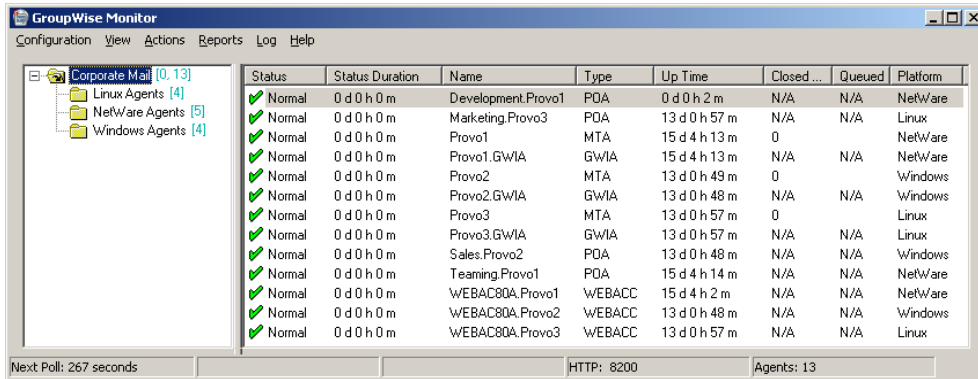 GroupWise Monitor
Configuration View Actions Reports Log Help
Corporate Mail [0, 13]
Linux Agents [4]
NetWare Agents [5]
Windows Agents [4]
Status Status Duration Name Type Up Time Closed ... Queued Platform
Normal 0 d 0 h 0 m Development.Provo1 POA 0 d 0 h 2 m N/A N/A NetWare
Normal 0 d 0 h 0 m Marketing.Provo3 POA 13 d 0 h 57 m N/A N/A Linux
Normal 0 d 0 h 0 m Provo1 MTA 15 d 4 h 13 m 0 NetWare
Normal 0 d 0 h 0 m Provo1.GWIA GWIA 15 d 4 h 13 m N/A N/A NetWare
Normal 0 d 0 h 0 m Provo2 MTA 13 d 0 h 49 m 0 Windows
Normal 0 d 0 h 0 m Provo2.GWIA GWIA 13 d 0 h 48 m N/A N/A Windows
Normal 0 d 0 h 0 m Provo3 MTA 13 d 0 h 57 m 0 Linux
Normal 0 d 0 h 0 m Provo3.GWIA GWIA 13 d 0 h 57 m N/A N/A Linux
Normal 0 d 0 h 0 m Sales.Provo2 POA 13 d 0 h 48 m N/A N/A Windows
Normal 0 d 0 h 0 m Teaming.Provo1 POA 15 d 4 h 14 m N/A N/A NetWare
Normal 0 d 0 h 0 m WEBAC80A.Provo1 WEBACC 15 d 4 h 2 m N/A N/A NetWare
Normal 0 d 0 h 0 m WEBAC80A.Provo2 WEBACC 13 d 0 h 48 m N/A N/A Windows
Normal 0 d 0 h 0 m WEBAC80A.Provo3 WEBACC 13 d 0 h 57 m N/A N/A Linux
Next Poll: 267 seconds HTTP: 8200 Agents: 13